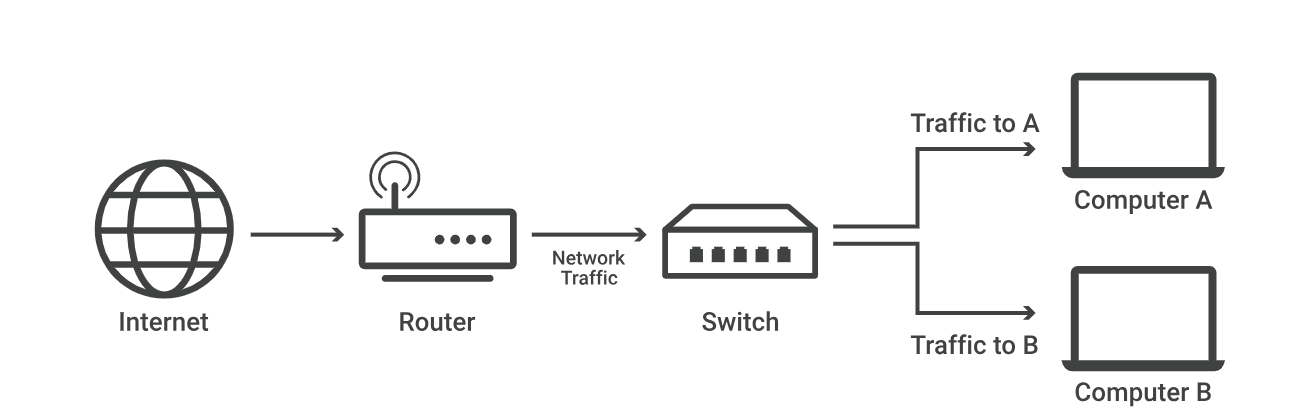 Internet
Router
Network
Traffic
Switch
Traffic to A
Computer A
Traffic to B
Computer B